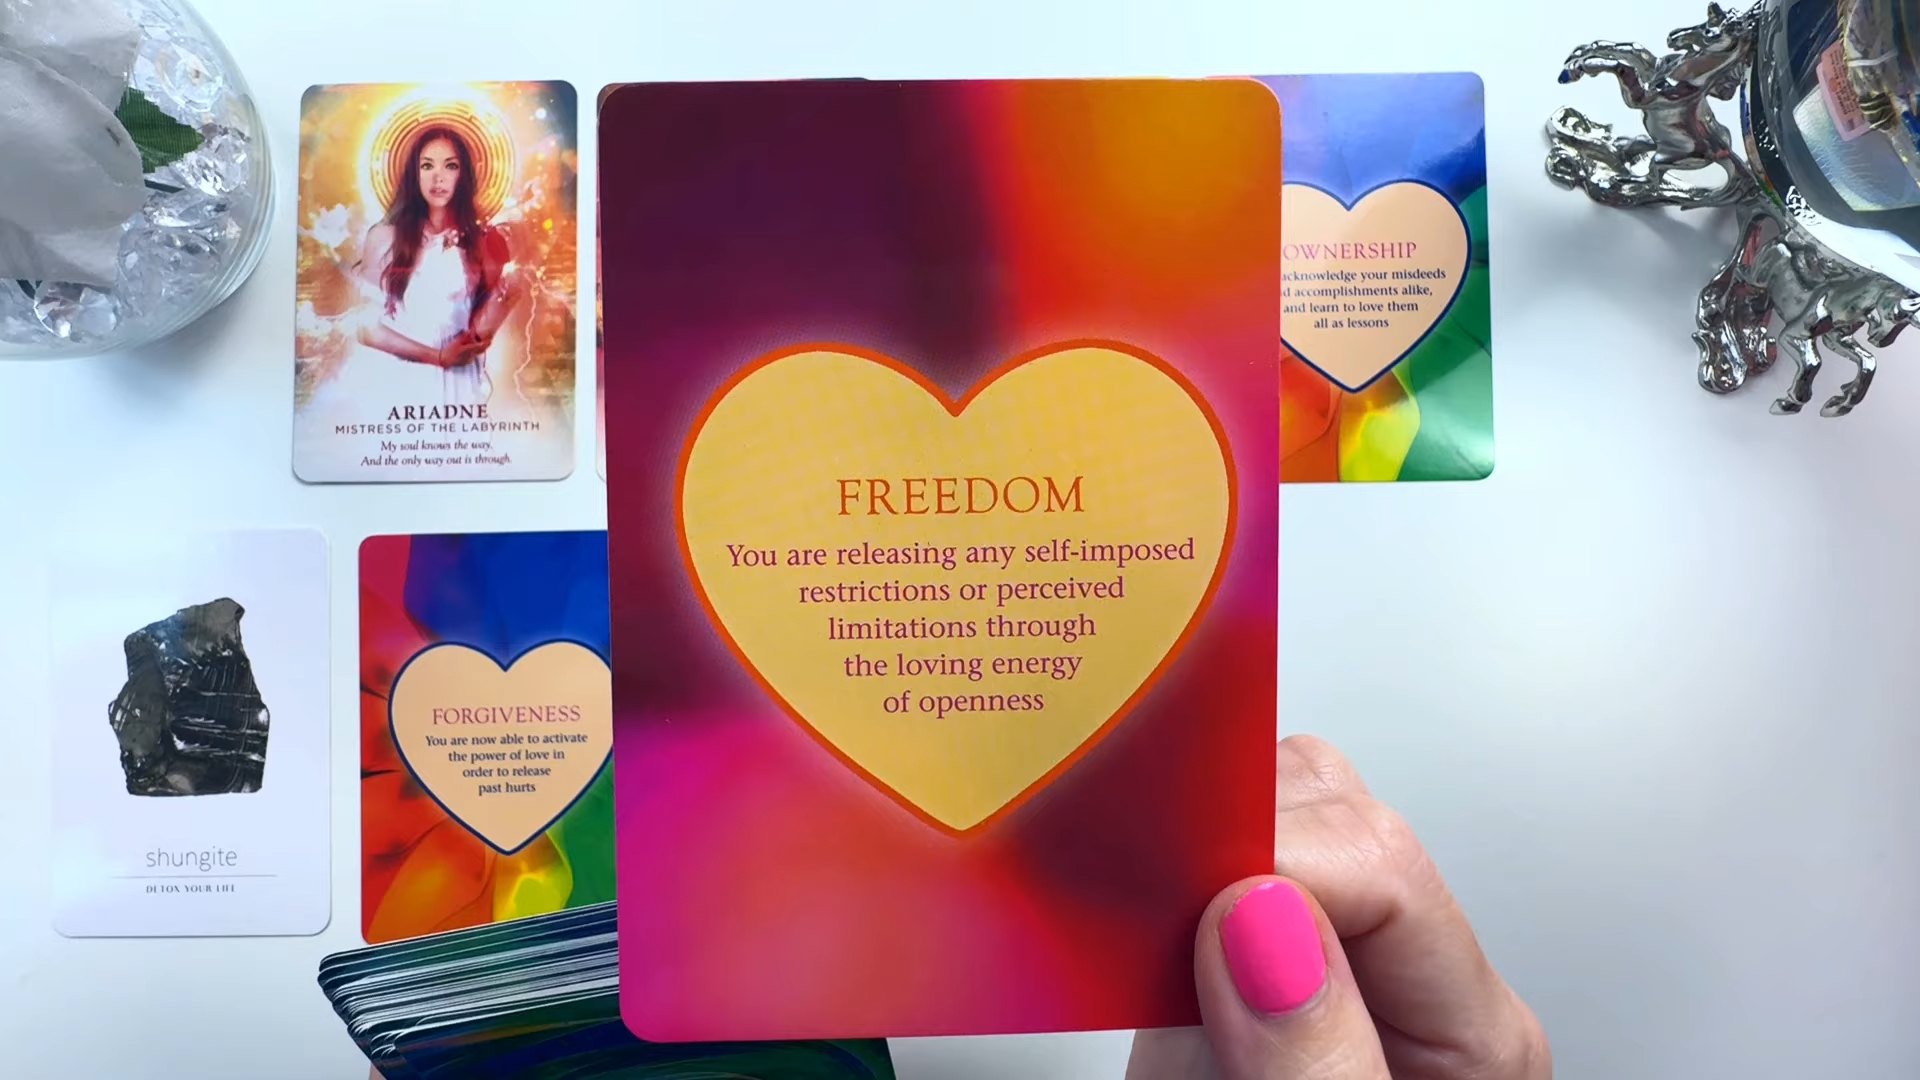 ARIADNE
MISTRESS OF THE LABYRINTH
My soul knows the way.
And the only way out is through.
FREEDOM
You are releasing any self-imposed
restrictions or perceived
limitations through
the loving energy
of openness
OWNERSHIP
acknowledge your misdeeds
accomplishments alike,
and learn to love them
all as lessons
shungite
DETOX YOUR LIFE
FORGIVENESS
You are now able to activate
the power of love in
order to release
past hurts